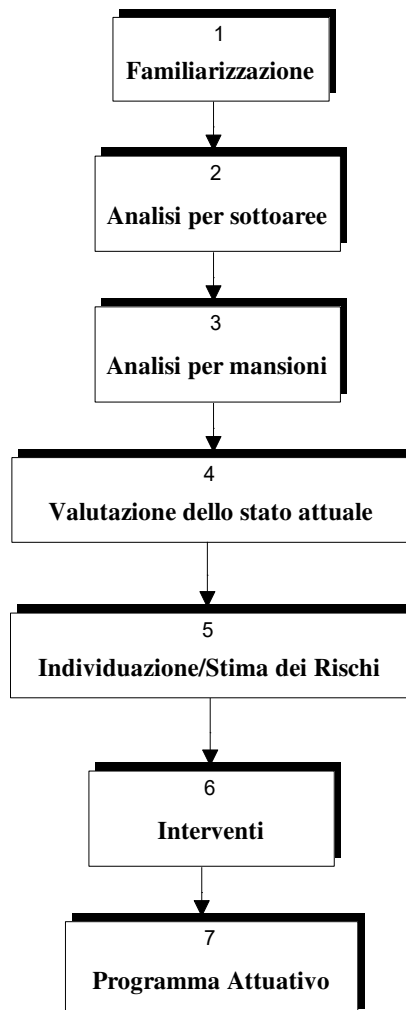 1
Familiarizzazione
2
Analisi per sottoaree
3
Analisi per mansioni
4
Valutazione dello stato attuale
5
Individuazione/Stima dei Rischi
6
Interventi
7
Programma Attuativo